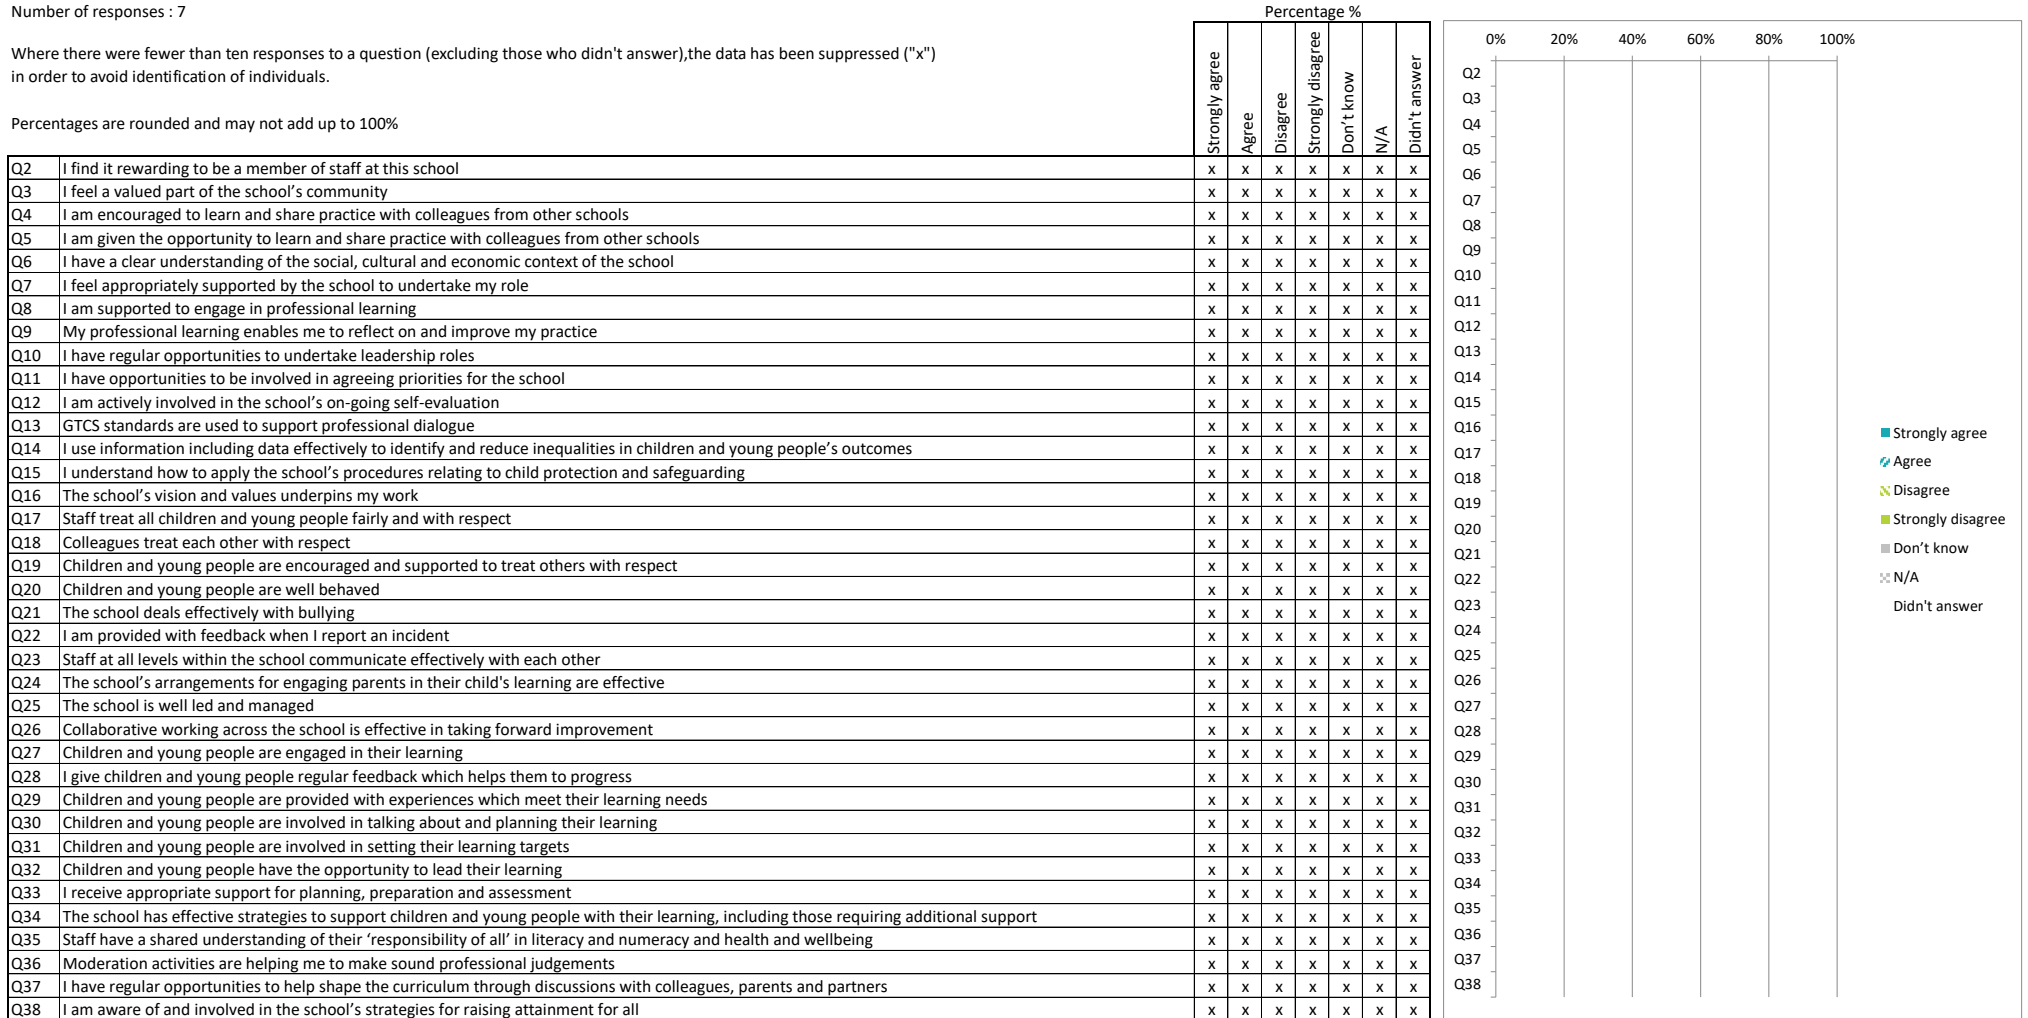 Number of responses : 7
Percentage %
Where there were fewer than ten responses to a question (excluding those who didn't answer),the data has been suppressed ("x")
in order to avoid identification of individuals.
Percentages are rounded and may not add up to 100%
Strongly agree
Agree
Disagree
Strongly disagree
Don't know
N/A
Didn't answer
Q2 I find it rewarding to be a member of staff at this school x x x x x x x
Q3 I feel a valued part of the school’s community x x x x x x x
Q4 I am encouraged to learn and share practice with colleagues from other schools x x x x x x x
Q5 I am given the opportunity to learn and share practice with colleagues from other schools x x x x x x x
Q6 I have a clear understanding of the social, cultural and economic context of the school x x x x x x x
Q7 I feel appropriately supported by the school to undertake my role x x x x x x x
Q8 I am supported to engage in professional learning x x x x x x x
Q9 My professional learning enables me to reflect on and improve my practice x x x x x x x
Q10 I have regular opportunities to undertake leadership roles x x x x x x x
Q11 I have opportunities to be involved in agreeing priorities for the school x x x x x x x
Q12 I am actively involved in the school’s on-going self-evaluation x x x x x x x
Q13 GTCS standards are used to support professional dialogue x x x x x x x
Q14 I use information including data effectively to identify and reduce inequalities in children and young people’s outcomes x x x x x x x
Q15 I understand how to apply the school’s procedures relating to child protection and safeguarding x x x x x x x
Q16 The school’s vision and values underpins my work x x x x x x x
Q17 Staff treat all children and young people fairly and with respect x x x x x x x
Q18 Colleagues treat each other with respect x x x x x x x
Q19 Children and young people are encouraged and supported to treat others with respect x x x x x x x
Q20 Children and young people are well behaved x x x x x x x
Q21 The school deals effectively with bullying x x x x x x x
Q22 I am provided with feedback when I report an incident x x x x x x x
Q23 Staff at all levels within the school communicate effectively with each other x x x x x x x
Q24 The school’s arrangements for engaging parents in their child's learning are effective x x x x x x x
Q25 The school is well led and managed x x x x x x x
Q26 Collaborative working across the school is effective in taking forward improvement x x x x x x x
Q27 Children and young people are engaged in their learning x x x x x x x
Q28 I give children and young people regular feedback which helps them to progress x x x x x x x
Q29 Children and young people are provided with experiences which meet their learning needs x x x x x x x
Q30 Children and young people are involved in talking about and planning their learning x x x x x x x
Q31 Children and young people are involved in setting their learning targets x x x x x x x
Q32 Children and young people have the opportunity to lead their learning x x x x x x x
Q33 I receive appropriate support for planning, preparation and assessment x x x x x x x
Q34 The school has effective strategies to support children and young people with their learning, including those requiring additional support x x x x x x x
Q35 Staff have a shared understanding of their ‘responsibility of all’ in literacy and numeracy and health and wellbeing x x x x x x x
Q36 Moderation activities are helping me to make sound professional judgements x x x x x x x
Q37 I have regular opportunities to help shape the curriculum through discussions with colleagues, parents and partners x x x x x x x
Q38 I am aware of and involved in the school’s strategies for raising attainment for all x x x x x x x
0% 20% 40% 60% 80% 100%
Q2
Q3
Q4
Q5
Q6
Q7
Q8
Q9
Q10
Q11
Q12
Q13
Q14
Q15
Q16
Q17
Q18
Q19
Q20
Q21
Q22
Q23
Q24
Q25
Q26
Q27
Q28
Q29
Q30
Q31
Q32
Q33
Q34
Q35
Q36
Q37
Q38
Strongly agree
Agree
Disagree
Strongly disagree
Don’t know
N/A
Didn't answer